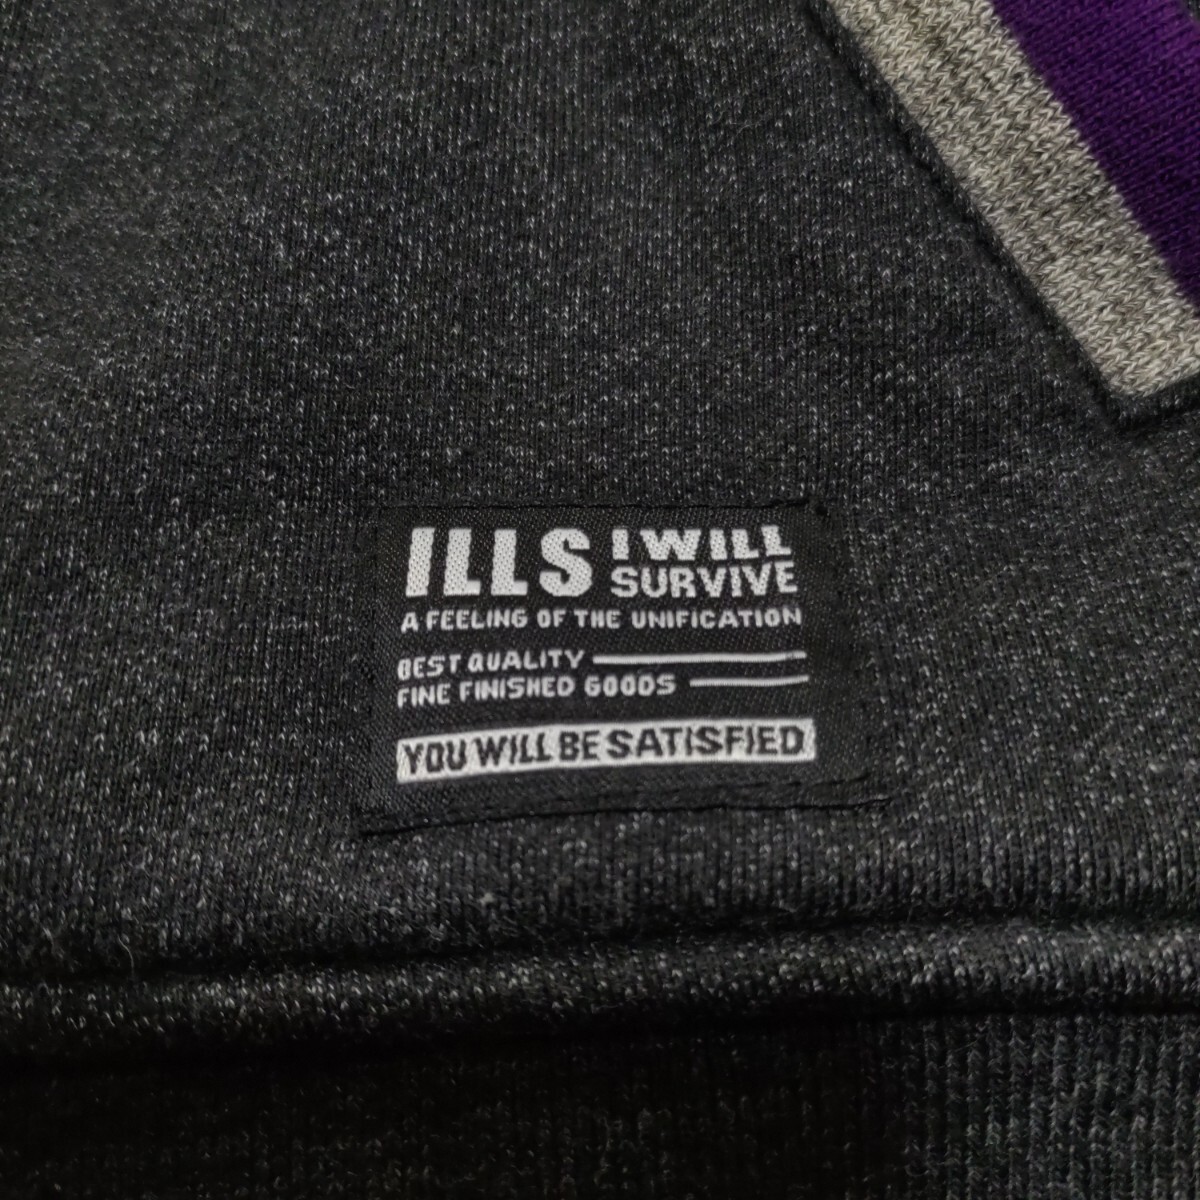 ILLS I WILL SURVIVE
A FEELING OF THE UNIFICATION
BEST QUALITY
FINE FINISHED GOODS
YOU WILL BE SATISFIED